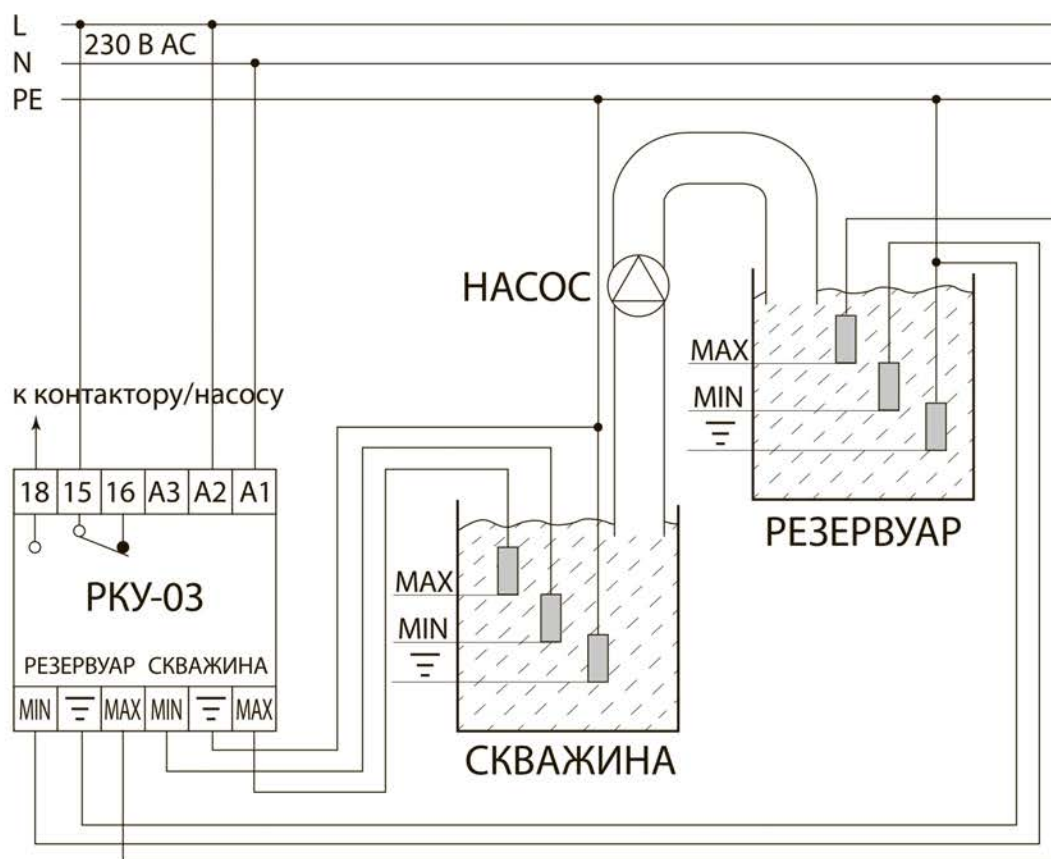 L
230 В AC
N
PE
НАСОС
MAX
MIN
к контактору/насосу
18 15 16 A3 A2 A1
РЕЗЕРВУАР
MAX
РКУ-03
MIN
РЕЗЕРВУАР СКВАЖИНА
MIN MAX MIN MAX
СКВАЖИНА